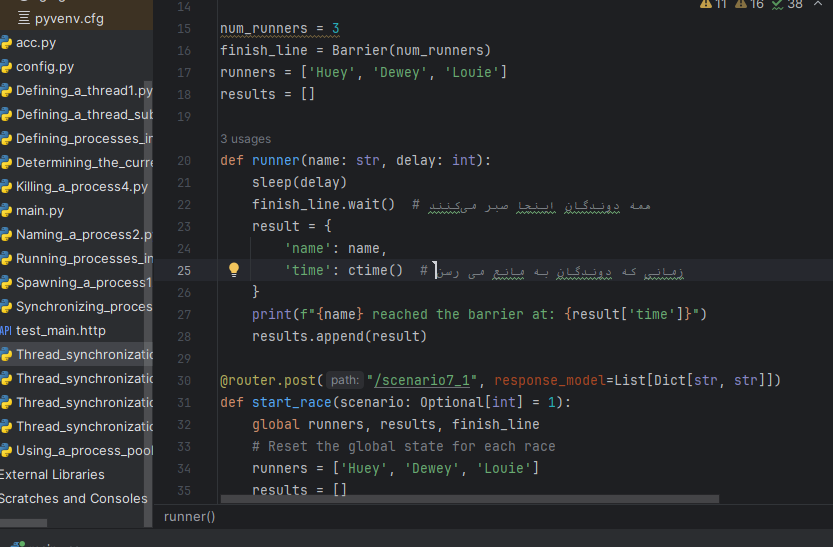 pyvenv.cfg
acc.py
config.py
Defining_a_thread1.py
Defining_a_thread_sub
Defining_processes_in
Determining_the_curre
Killing_a_process4.py
main.py
Naming_a_process2.p
Running_processes_in
Spawning_a_process1
Synchronizing_proces
API test_main.http
Thread_synchronizatio
Thread_synchronizatio
Thread_synchronizatio
Thread_synchronizatio
Using_a_process_pool
External Libraries
Scratches and Consoles
11 16 38
14
15 num_runners = 3
16 finish_line = Barrier(num_runners)
17 runners = ['Huey', 'Dewey', 'Louie']
18 results = []
19
3 usages
20 def runner(name: str, delay: int):
21 sleep(delay)
22 finish_line.wait() # همه دوندگان اینجا صبر می‌کنند
23 result = {
24 'name': name,
25 'time': ctime() # زمانی که دوندگان به مانع می رسن
26 }
27 print(f"{name} reached the barrier at: {result['time']}")
28 results.append(result)
29
30 @router.post( path: "/scenario7_1", response_model=List[Dict[str, str]])
31 def start_race(scenario: Optional[int] = 1):
32 global runners, results, finish_line
33 # Reset the global state for each race
34 runners = ['Huey', 'Dewey', 'Louie']
35 results = []
runner()